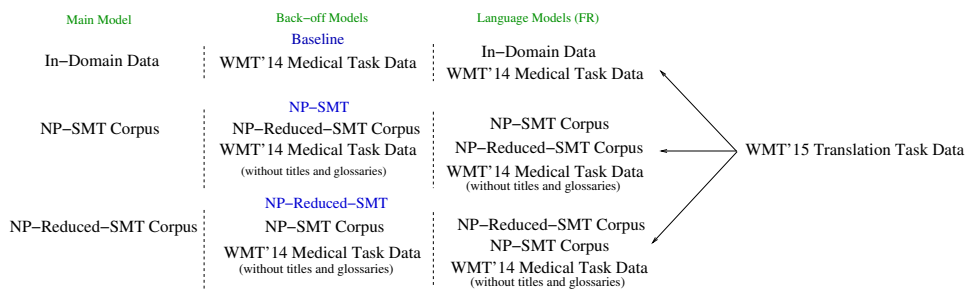 Main Model
Back-off Models
Language Models (FR)
Baseline
In-Domain Data
WMT'14 Medical Task Data
In-Domain Data
WMT'14 Medical Task Data
NP-SMT
NP-SMT Corpus
NP-Reduced-SMT Corpus
WMT'14 Medical Task Data
(without titles and glossaries)
NP-SMT Corpus
NP-Reduced-SMT Corpus
WMT'14 Medical Task Data
(without titles and glossaries)
WMT'15 Translation Task Data
NP-Reduced-SMT
NP-Reduced-SMT Corpus
NP-SMT Corpus
WMT'14 Medical Task Data
(without titles and glossaries)
NP-Reduced-SMT Corpus
NP-SMT Corpus
WMT'14 Medical Task Data
(without titles and glossaries)